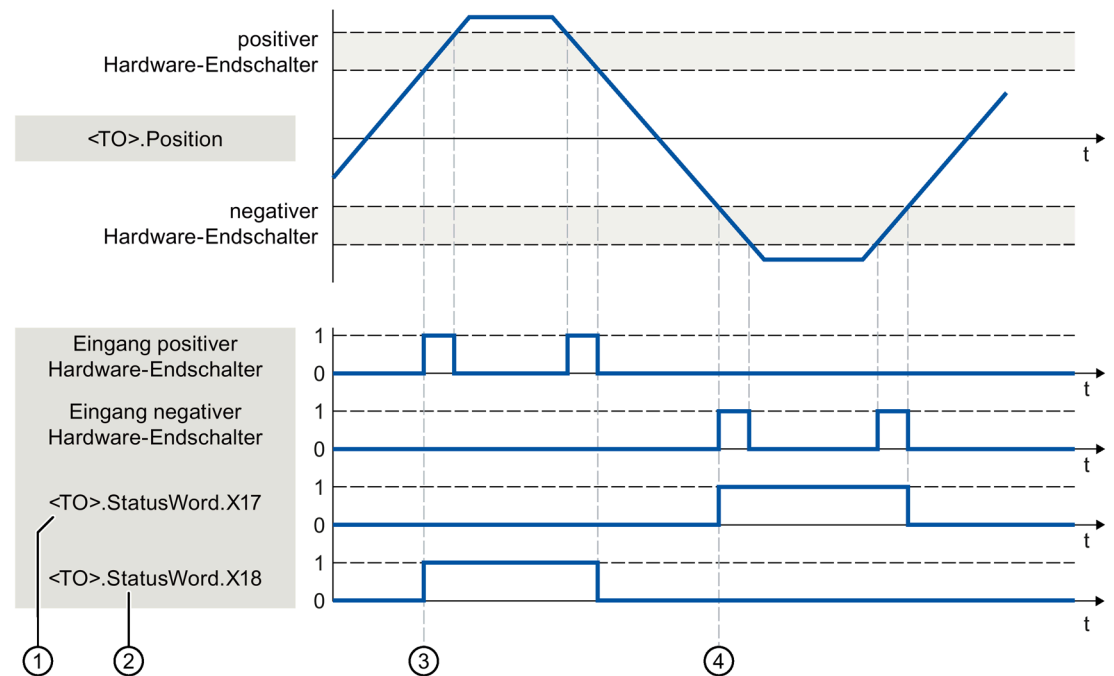 positiver
Hardware-Endschalter
<TO>.Position
t
negativer
Hardware-Endschalter
Eingang positiver
Hardware-Endschalter
1
0
t
Eingang negativer
Hardware-Endschalter
1
0
t
<TO>.StatusWord.X17
1
0
t
<TO>.StatusWord.X18
1
0
t
1
2
3
4